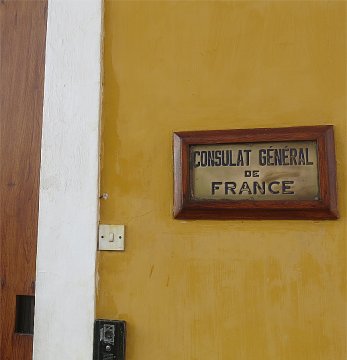 CONSULAT GÉNÉRAL
DE
FRANCE